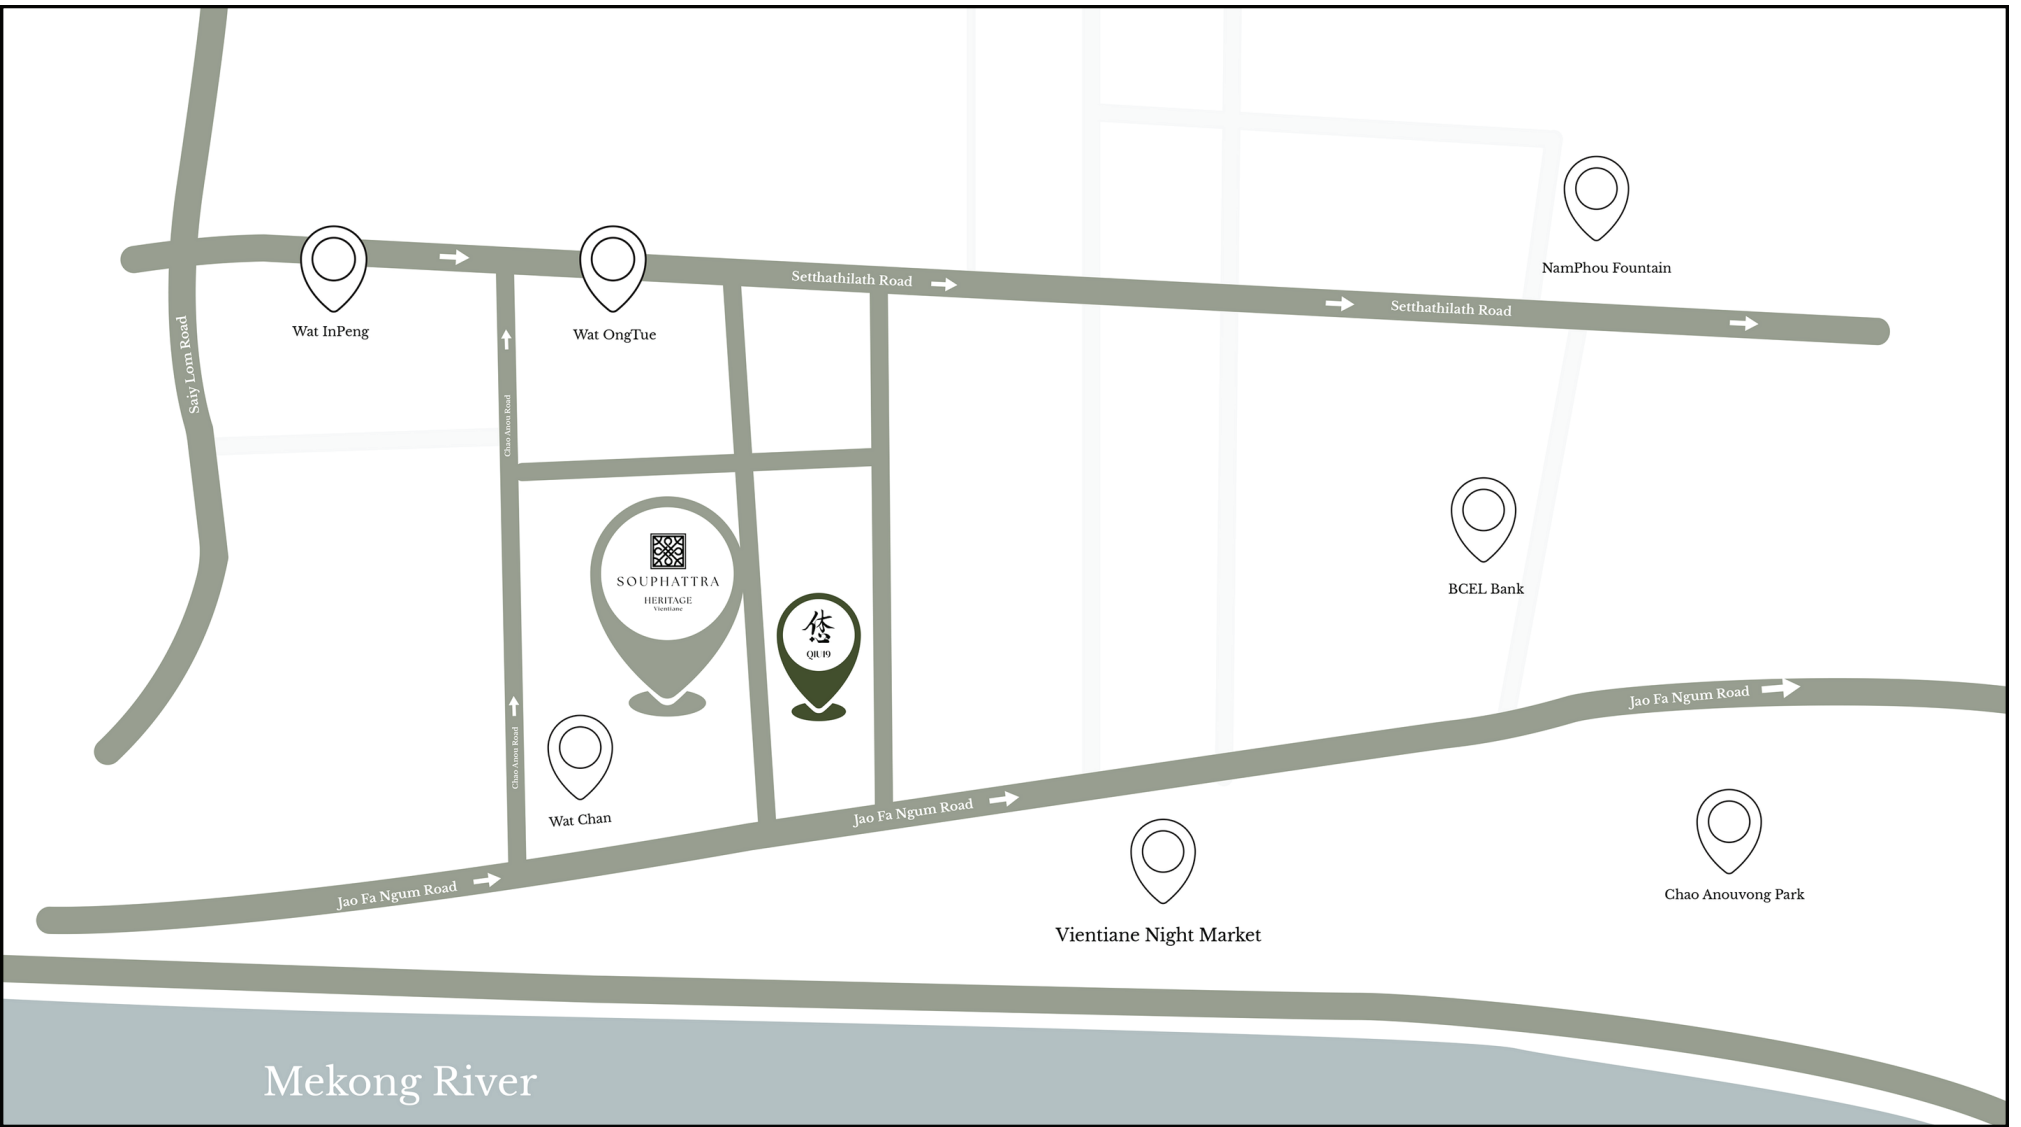 NamPhou Fountain
Wat InPeng
Wat OngTue
Setthathilath Road
Setthathilath Road
Saiy Lom Road
Chao Anou Road
SOUPHATTRA
HERITAGE
Vientiane
悠
QIU19
BCEL Bank
Jao Fa Ngum Road
Chao Anou Road
Wat Chan
Jao Fa Ngum Road
Jao Fa Ngum Road
Chao Anouvong Park
Vientiane Night Market
Mekong River